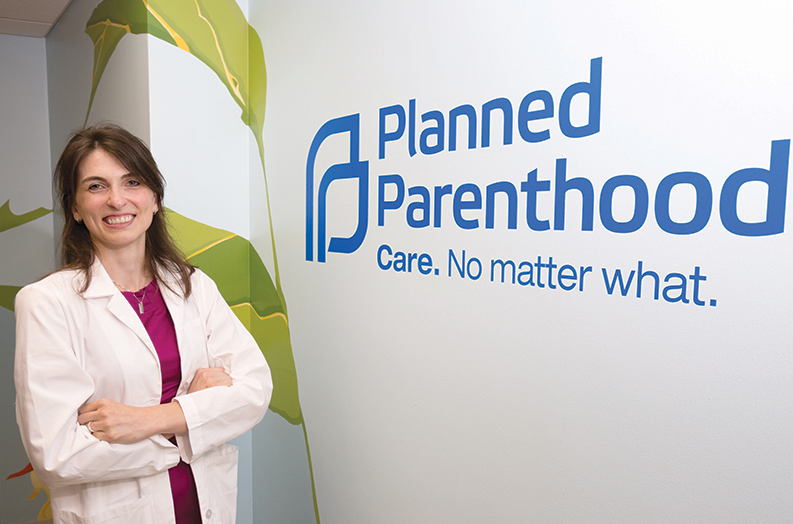 Planned
Parenthood
Care. No matter what.